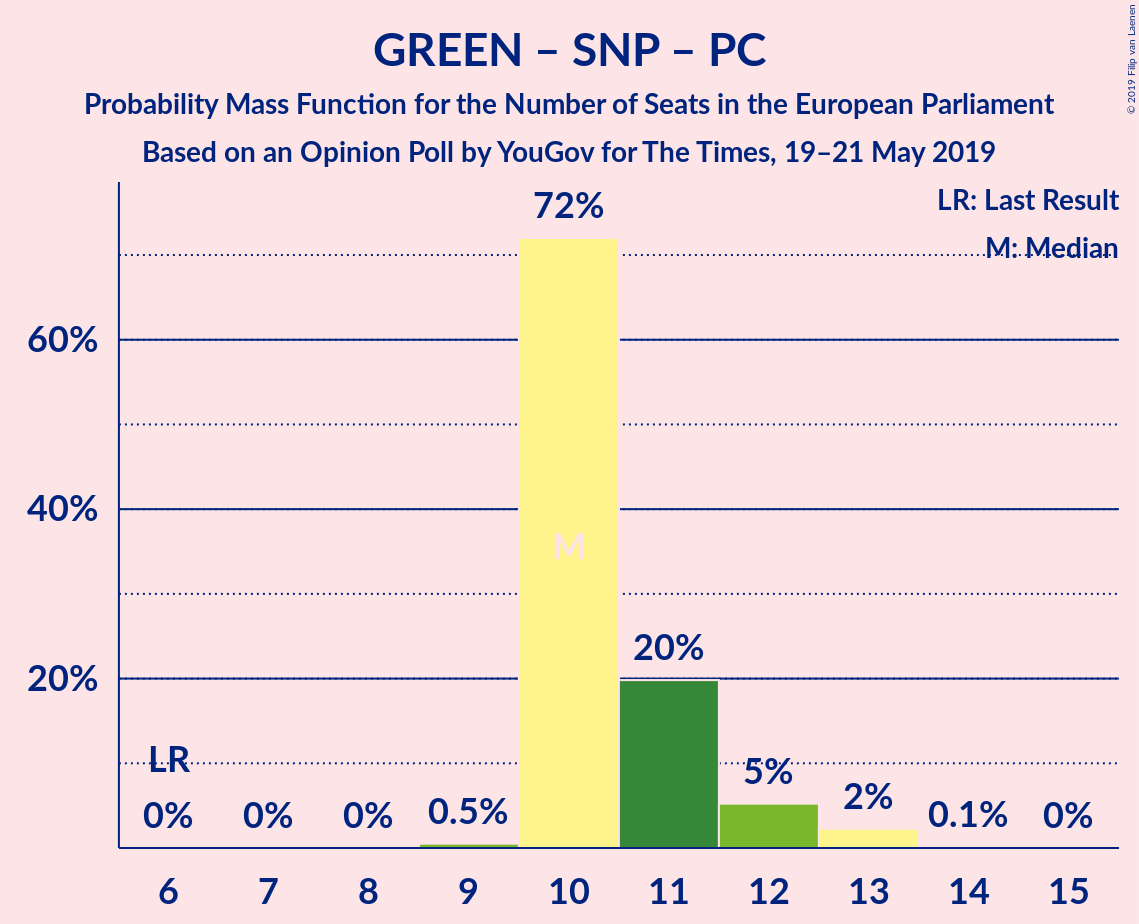 GREEN – SNP – PC
Probability Mass Function for the Number of Seats in the European Parliament
Based on an Opinion Poll by YouGov for The Times, 19–21 May 2019
© 2019 Filip van Laenen
LR: Last Result
M: Median
72%
60%
40%
M
20%
20%
LR
0% 0% 0% 0.5% 5% 2% 0.1% 0%
6 7 8 9 10 11 12 13 14 15